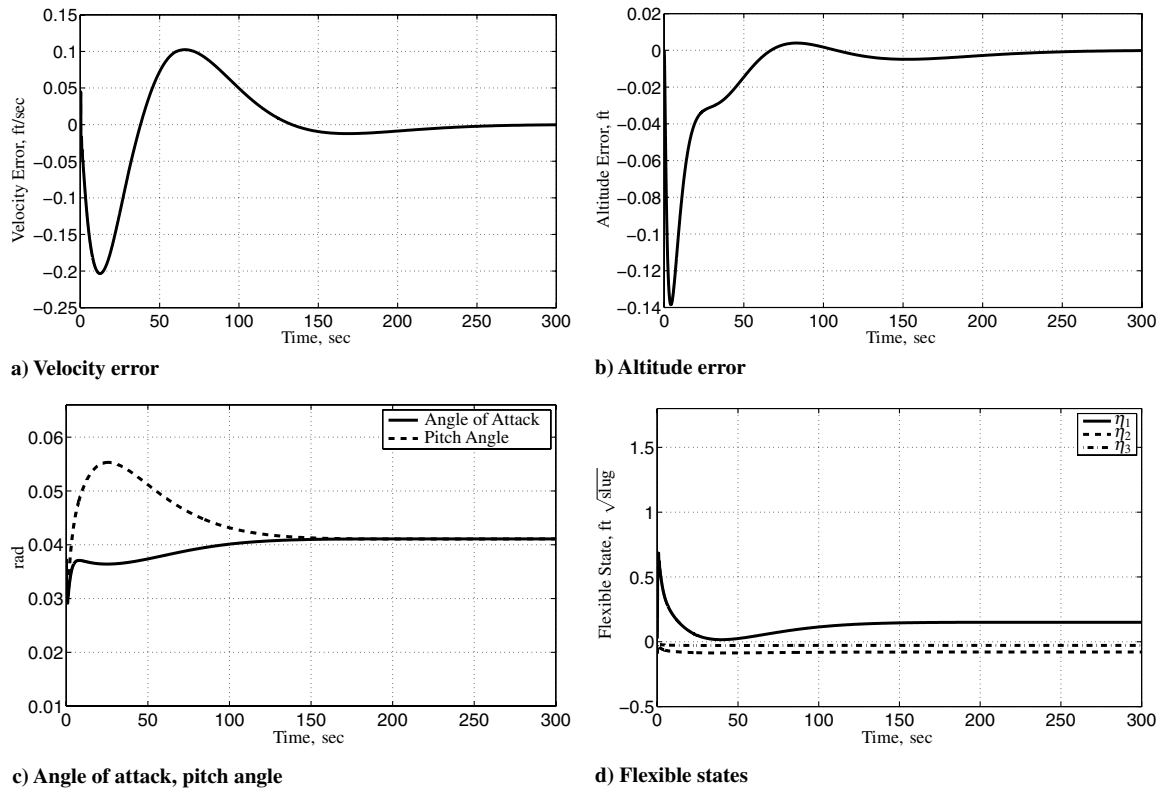 0.15
0.1
0.05
0
−0.05
−0.1
−0.15
−0.2
−0.25
Velocity Error, ft/sec
0 50 100 150 200 250 300
Time, sec
a) Velocity error
0.02
0
−0.02
−0.04
−0.06
−0.08
−0.1
−0.12
−0.14
Altitude Error, ft
0 50 100 150 200 250 300
Time, sec
b) Altitude error
0.06
0.05
0.04
0.03
0.02
0.01
rad
Angle of Attack
Pitch Angle
0 50 100 150 200 250 300
Time, sec
c) Angle of attack, pitch angle
1.5
1
0.5
0
−0.5
Flexible State, ft √slug
η1
η2
η3
0 50 100 150 200 250 300
Time, sec
d) Flexible states